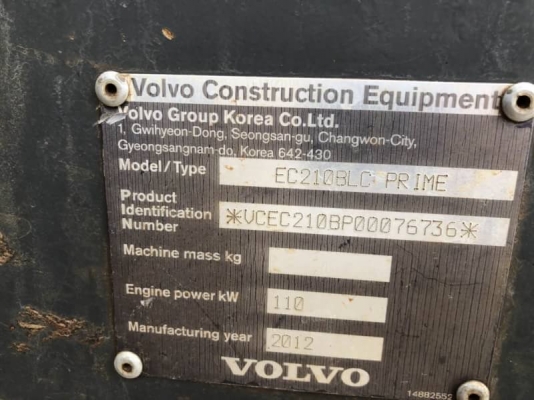 Volvo Construction Equipment
Volvo Group Korea Co.Ltd.
1, Gwihyeon-Dong, Seongsan-gu, Changwon-City,
Gyeongsangnam-do, Korea 642-430
Model/Type EC210BLC PRIME
Product
Identification
Number *VCEC210BP00076736*
Machine mass kg
Engine power kW 110
Manufacturing year 2012
VOLVO
14882552